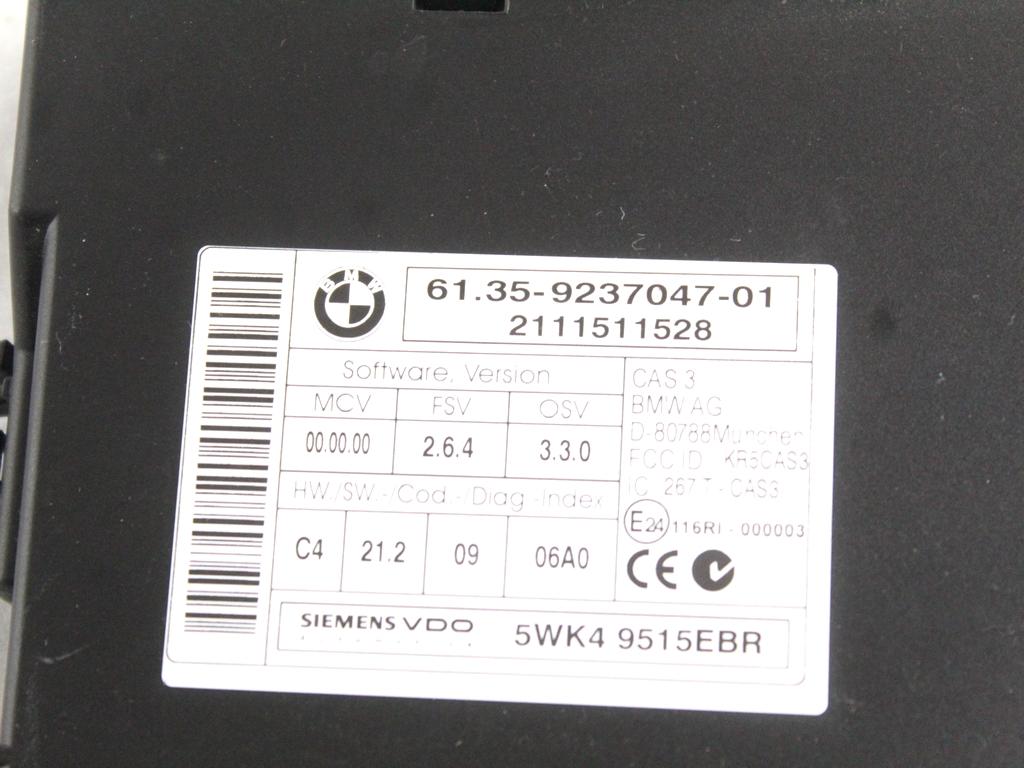 BMW
61.35-9237047-01
2111511528
Software, Version
MCV FSV OSV
00.00.00 2.6.4 3.3.0
HW./SW.-/Cod.-/Diag.-Index
C4 21.2 09 06A0
CAS 3
BMW AG
D-80788München
FCC ID KR5CAS3
IC 267 T - CAS3
E24 116RI - 000003
CE
SIEMENS VDO 5WK4 9515EBR